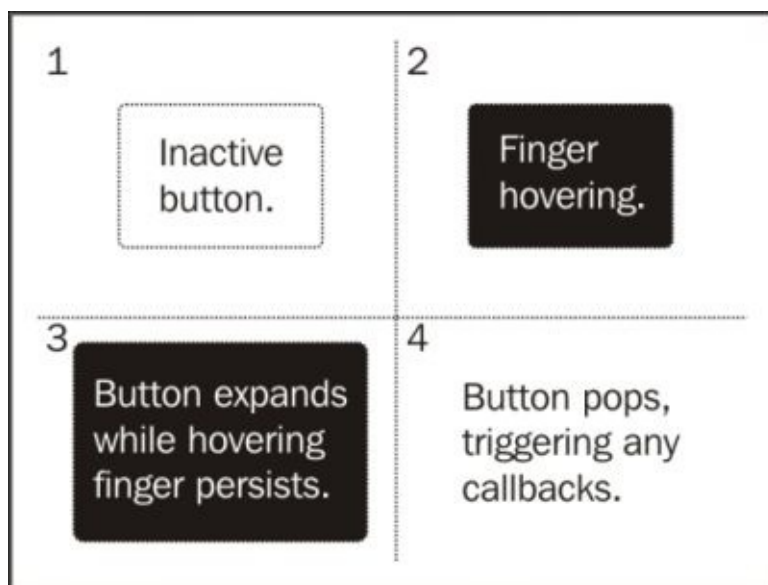 1
Inactive
button.
2
Finger
hovering.
3
Button expands
while hovering
finger persists.
4
Button pops,
triggering any
callbacks.